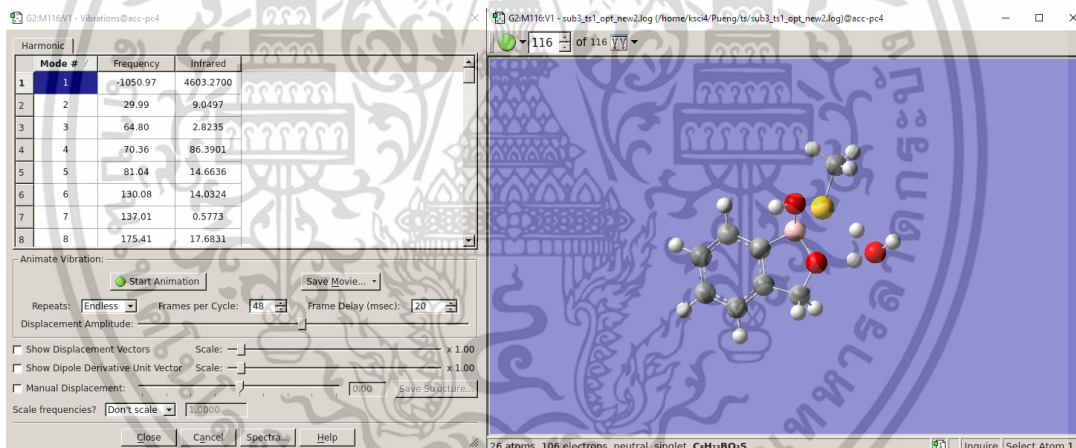 G2:M116:V1 - Vibrations@acc-pc4
Harmonic
Mode # Frequency Infrared
1 1 -1050.97 4603.2700
2 2 29.99 9.0497
3 3 64.80 2.8235
4 4 70.36 86.3901
5 5 81.04 14.6636
6 6 130.08 14.0324
7 7 137.01 0.5773
8 8 175.41 17.6831
Animate Vibration:
Start Animation Save Movie...
Repeats: Endless Frames per Cycle: 48 Frame Delay (msec): 20
Displacement Amplitude:
Show Displacement Vectors Scale: x 1.00
Show Dipole Derivative Unit Vector Scale: x 1.00
Manual Displacement: 0.00 Save Structure...
Scale frequencies? Don't scale 1.0000
Close Cancel Spectra... Help
G2:M116:V1 - sub3_ts1_opt_new2.log (/home/ksci4/Pueng/ts/sub3_ts1_opt_new2.log)@acc-pc4
116 of 116
26 atoms, 106 electrons, neutral, singlet, C₈H₁₃BO₃S
Inquire Select Atom 1